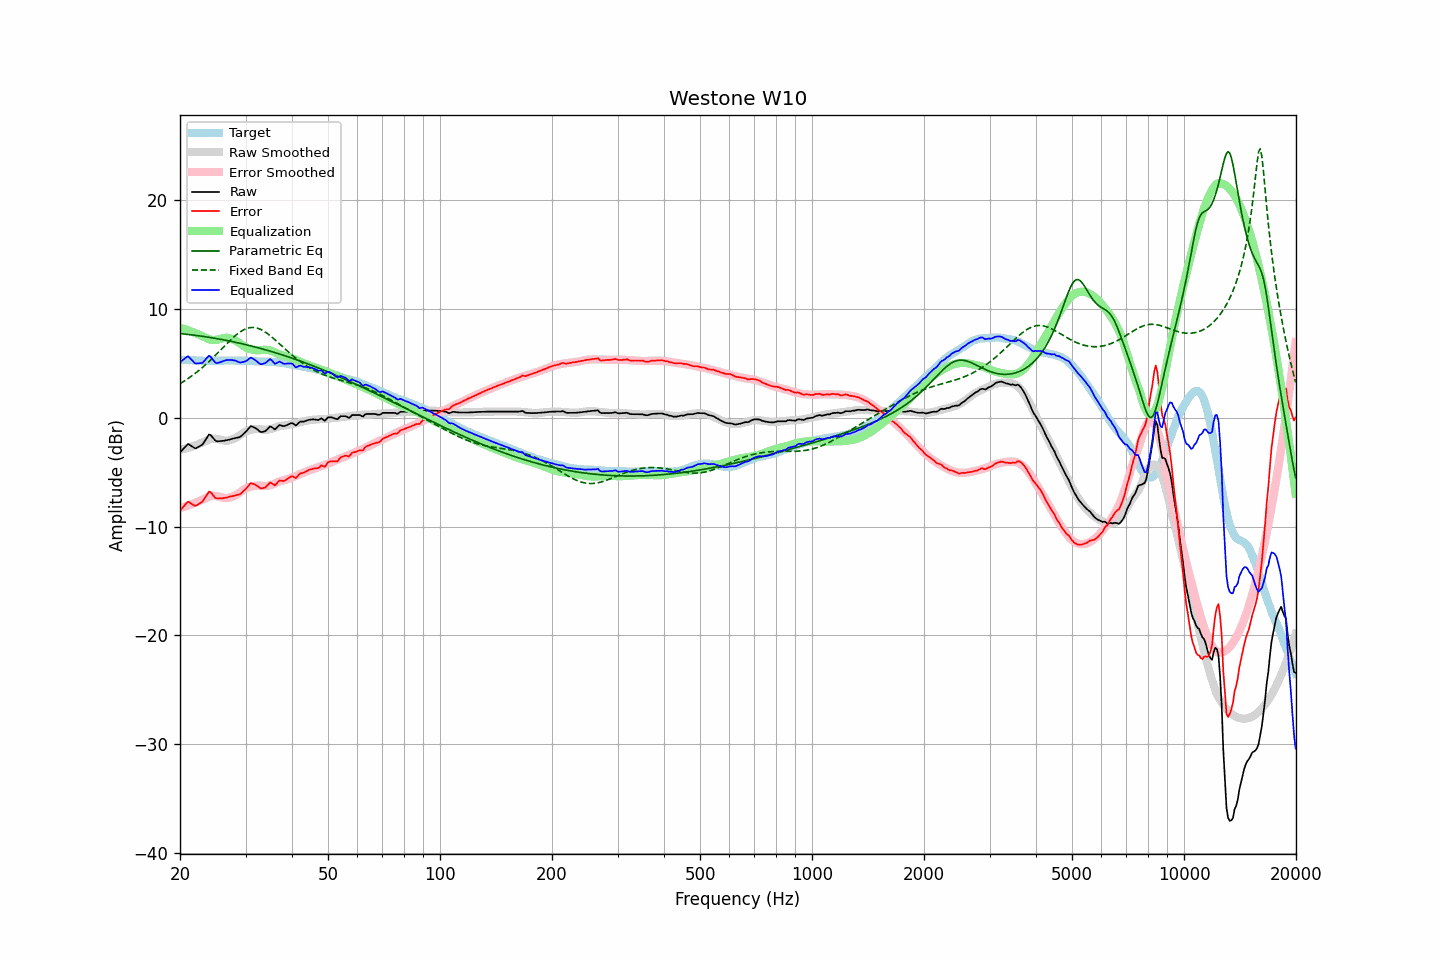 Westone W10
Target
Raw Smoothed
Error Smoothed
Raw
Error
Equalization
Parametric Eq
Fixed Band Eq
Equalized
Amplitude (dBr)
20
10
0
−10
−20
−30
−40
20 50 100 200 500 1000 2000 5000 10000 20000
Frequency (Hz)